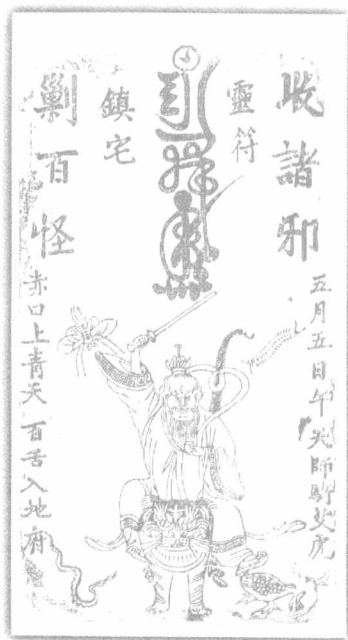 收諸邪
靈符
鎮宅
剿百怪
五月五日午天師騎艾虎
赤口上青天百舌入地府